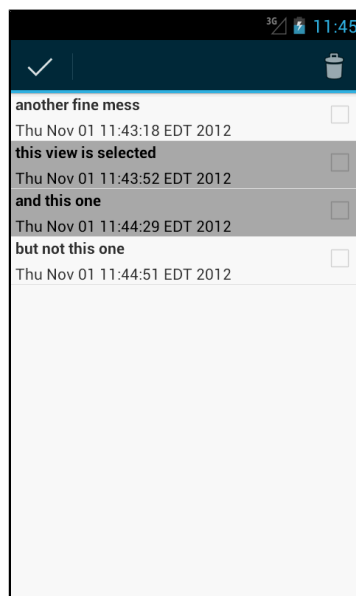 3G 11:45
another fine mess
Thu Nov 01 11:43:18 EDT 2012
this view is selected
Thu Nov 01 11:43:52 EDT 2012
and this one
Thu Nov 01 11:44:29 EDT 2012
but not this one
Thu Nov 01 11:44:51 EDT 2012